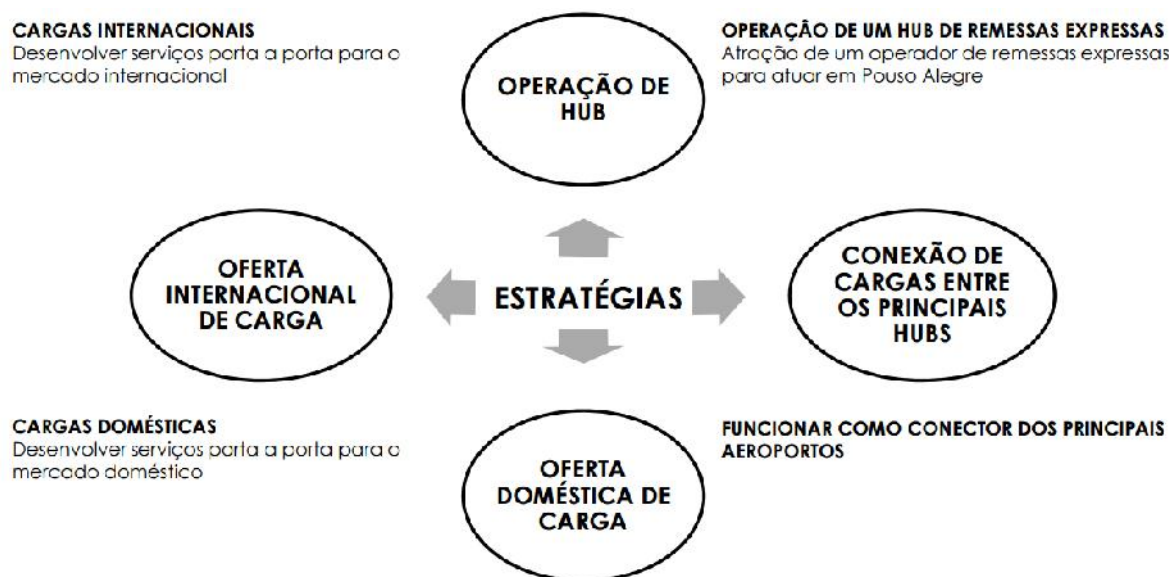 CARGAS INTERNACIONAIS
Desenvolver serviços porta a porta para o
mercado internacional
OPERAÇÃO DE UM HUB DE REMESSAS EXPRESSAS
Atração de um operador de remessas expressas
para atuar em Pouso Alegre
OPERAÇÃO DE
HUB
OFERTA
INTERNACIONAL
DE CARGA
ESTRATÉGIAS
CONEXÃO DE
CARGAS ENTRE
OS PRINCIPAIS
HUBS
CARGAS DOMÉSTICAS
Desenvolver serviços porta a porta para o
mercado doméstico
FUNCIONAR COMO CONECTOR DOS PRINCIPAIS
AEROPORTOS
OFERTA
DOMÉSTICA DE
CARGA